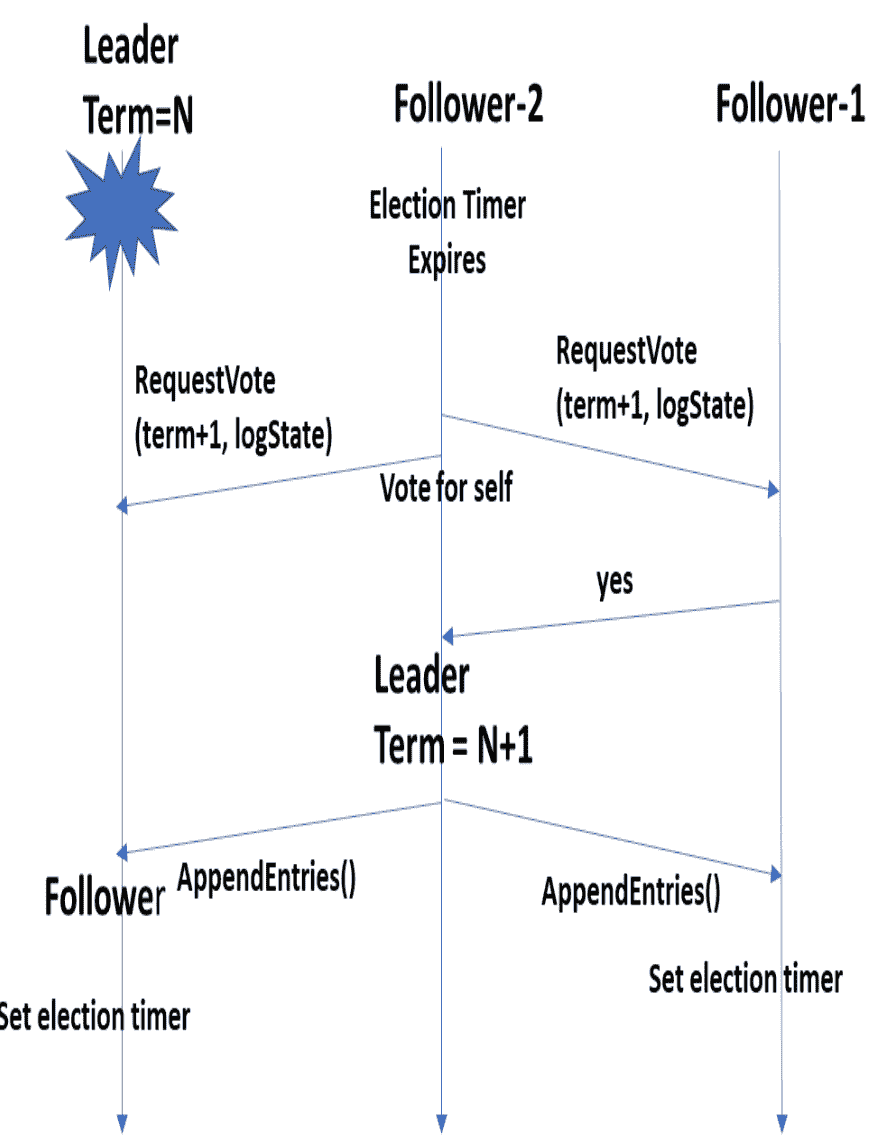 Leader
Term=N
Follower-2
Follower-1
Election Timer
Expires
RequestVote
(term+1, logState)
RequestVote
(term+1, logState)
Vote for self
yes
Leader
Term = N+1
AppendEntries()
Follower
AppendEntries()
Set election timer
Set election timer